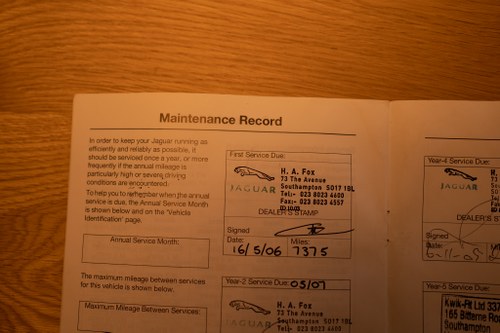 Maintenance Record
In order to keep your Jaguar running as
efficiently and reliably as possible, it
should be serviced once a year, or more
frequently if the annual mileage is
particularly high or severe driving
conditions are encountered.
To help you to remember when the annual
service is due, the Annual Service Month
is shown below and on the 'Vehicle
Identification' page.
Annual Service Month:
The maximum mileage between services
for this vehicle is shown below.
Maximum Mileage Between Services:
First Service Due:
JAGUAR
H. A. Fox
73 The Avenue
Southampton SO17 1BL
Tel:- 023 8023 4600
Fax:- 023 8023 4557
DEALER'S STAMP
Signed
Date: Miles:
16/5/06 7375
Year-2 Service Due: 05/07
JAGUAR
H. A. Fox
73 The Avenue
Southampton SO17 1BL
Year-4 Service Due:
JAGUAR
DEALER'S STAMP
Signed
Date:
Year-5 Service Due:
Kwik-Fit Ltd
Southampton